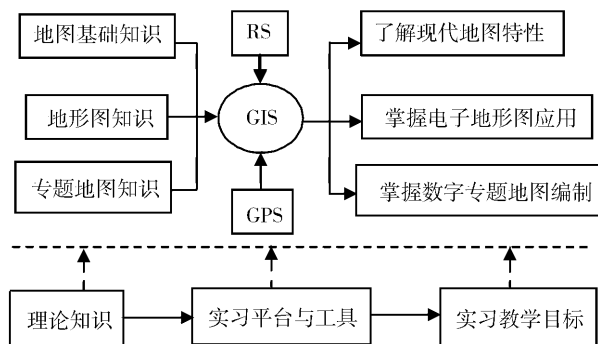 地图基础知识
RS
了解现代地图特性
地形图知识
GIS
掌握电子地形图应用
专题地图知识
GPS
掌握数字专题地图编制
理论知识
实习平台与工具
实习教学目标